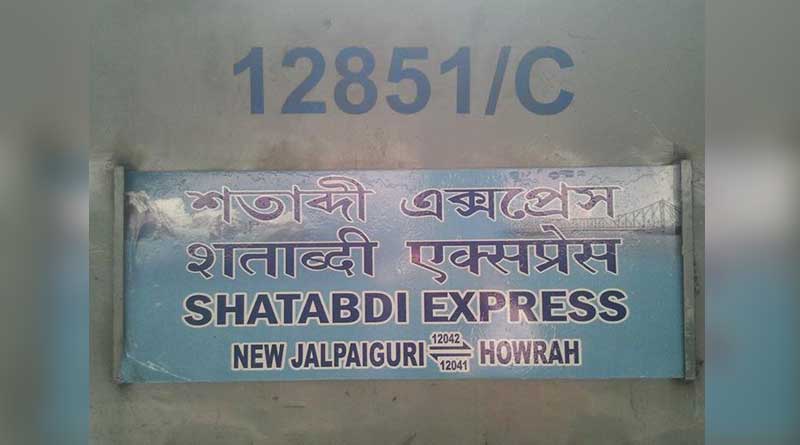 12851/C
শতাব্দী এক্সপ্রেস
शताब्दी एक्सप्रेस
SHATABDI EXPRESS
NEW JALPAIGURI 12042 12041 HOWRAH